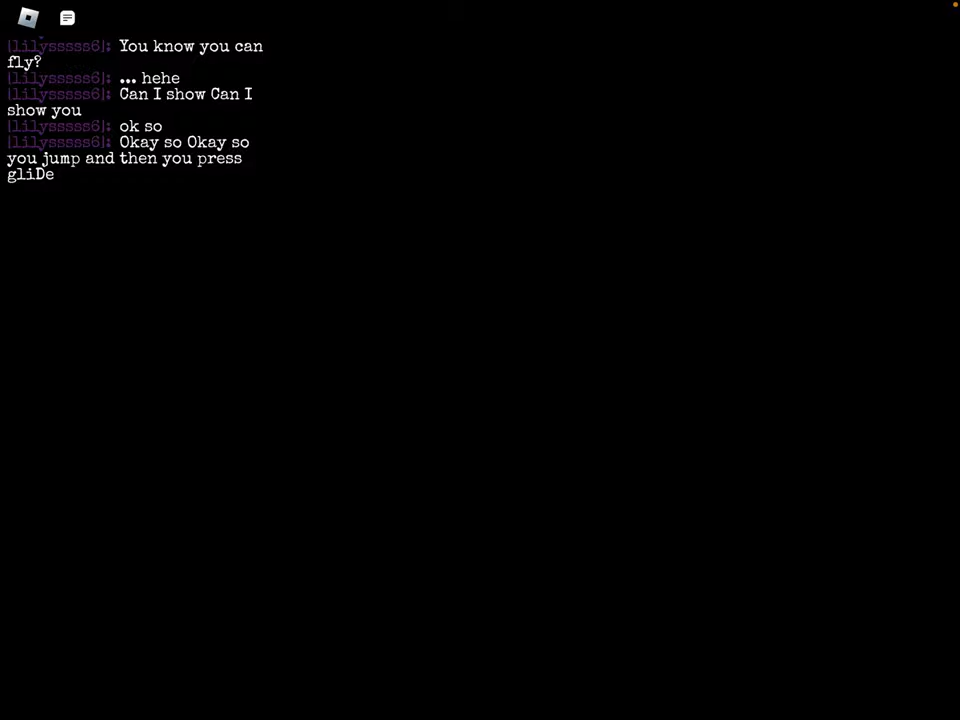 [lilysssss6]: You know you can
fly?
[lilysssss6]: ... hehe
[lilysssss6]: Can I show Can I
show you
[lilysssss6]: ok so
[lilysssss6]: Okay so Okay so
you jump and then you press
gliDe